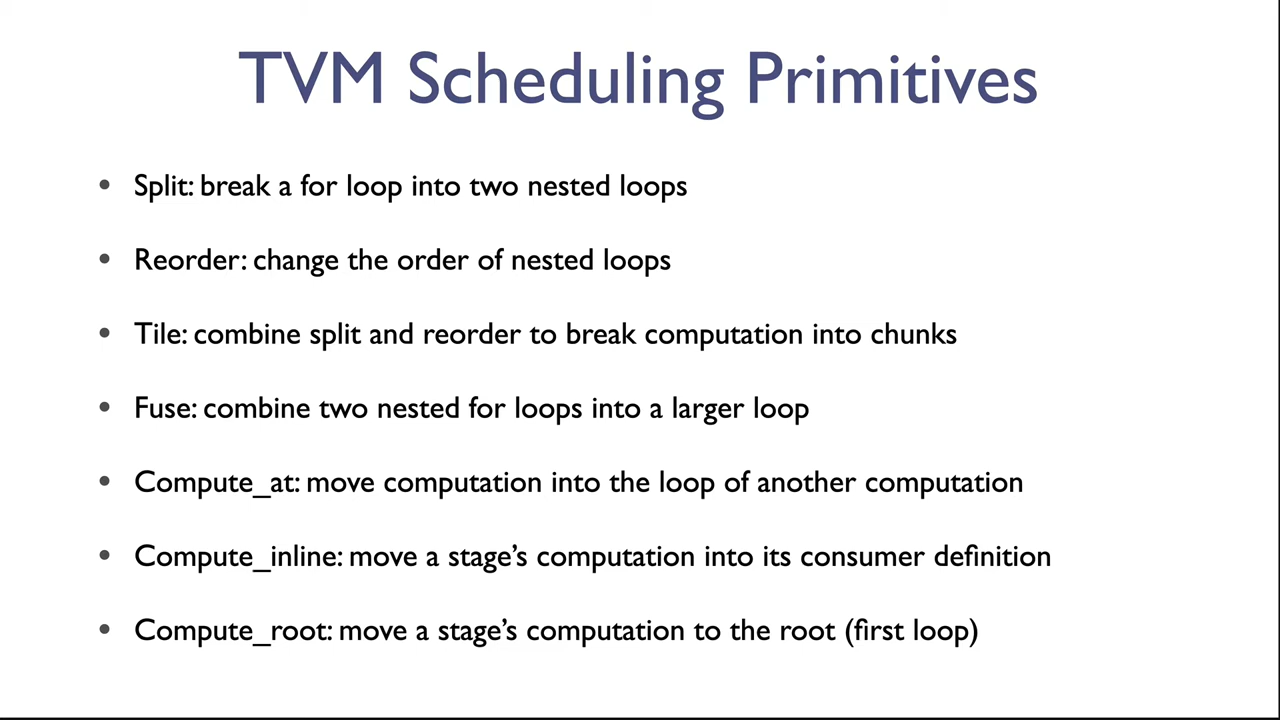 TVM Scheduling Primitives
• Split: break a for loop into two nested loops
• Reorder: change the order of nested loops
• Tile: combine split and reorder to break computation into chunks
• Fuse: combine two nested for loops into a larger loop
• Compute_at: move computation into the loop of another computation
• Compute_inline: move a stage’s computation into its consumer definition
• Compute_root: move a stage’s computation to the root (first loop)